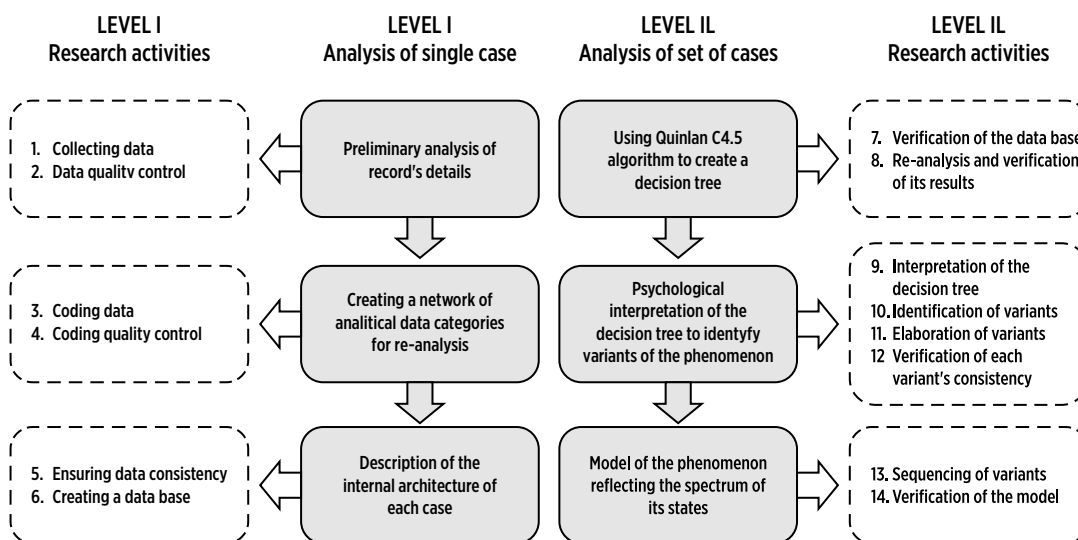 LEVEL I
Research activities
LEVEL I
Analysis of single case
LEVEL IL
Analysis of set of cases
LEVEL IL
Research activities
1. Collecting data
2. Data qualitv control
Preliminary analysis of
record's details
Using Quinlan C4.5
algorithm to create a
decision tree
7. Verification of the data base
8. Re-analysis and verification
of its results
3. Coding data
4. Coding quality control
Creating a network of
analitical data categories
for re-analysis
Psychological
interpretation of the
decision tree to identyfy
variants of the phenomenon
9. Interpretation of the
decision tree
10. Identification of variants
11. Elaboration of variants
12 Verification of each
variant's consistency
5. Ensuring data consistency
6. Creating a data base
Description of the
internal architecture of
each case
Model of the phenomenon
reflecting the spectrum of
its states
13. Sequencing of variants
14. Verification of the model